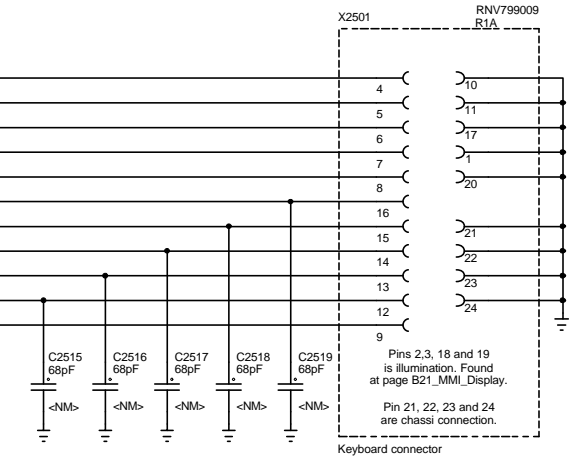 RNV799009
X2501
R1A
4
10
5
11
6
17
7
1
8
20
16
15
21
14
22
13
23
12
24
9
C2515
68pF
<NM>
C2516
68pF
<NM>
C2517
68pF
<NM>
C2518
68pF
<NM>
C2519
68pF
<NM>
Pins 2,3, 18 and 19
is illumination. Found
at page B21_MMI_Display.
Pin 21, 22, 23 and 24
are chassi connection.
Keyboard connector